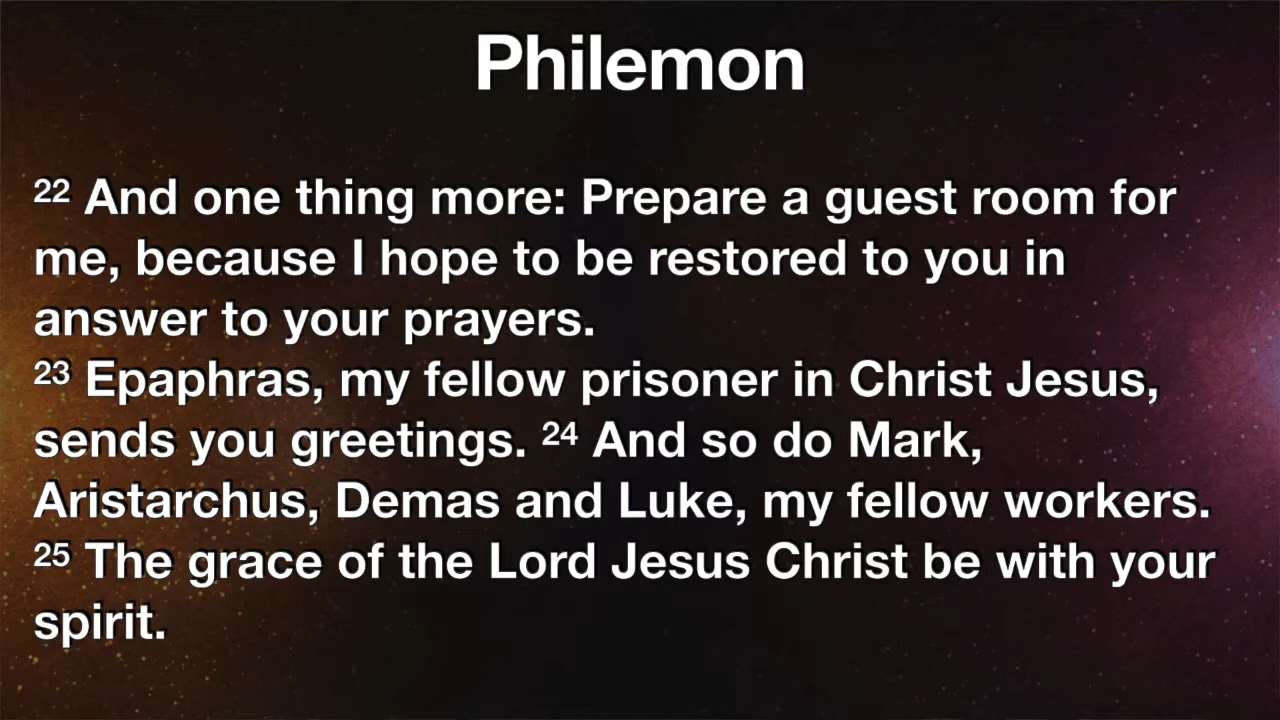 Philemon
22 And one thing more: Prepare a guest room for
me, because I hope to be restored to you in
answer to your prayers.
23 Epaphras, my fellow prisoner in Christ Jesus,
sends you greetings. 24 And so do Mark,
Aristarchus, Demas and Luke, my fellow workers.
25 The grace of the Lord Jesus Christ be with your
spirit.